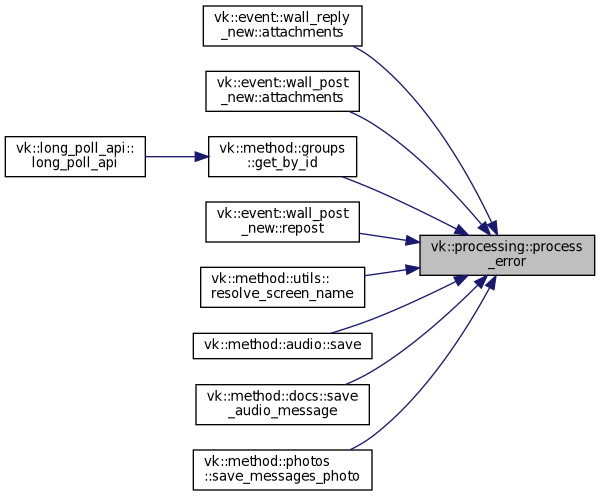 vk::event::wall_reply
_new::attachments
vk::event::wall_post
_new::attachments
vk::long_poll_api::
long_poll_api
vk::method::groups
::get_by_id
vk::event::wall_post
_new::repost
vk::processing::process
_error
vk::method::utils::
resolve_screen_name
vk::method::audio::save
vk::method::docs::save
_audio_message
vk::method::photos
::save_messages_photo